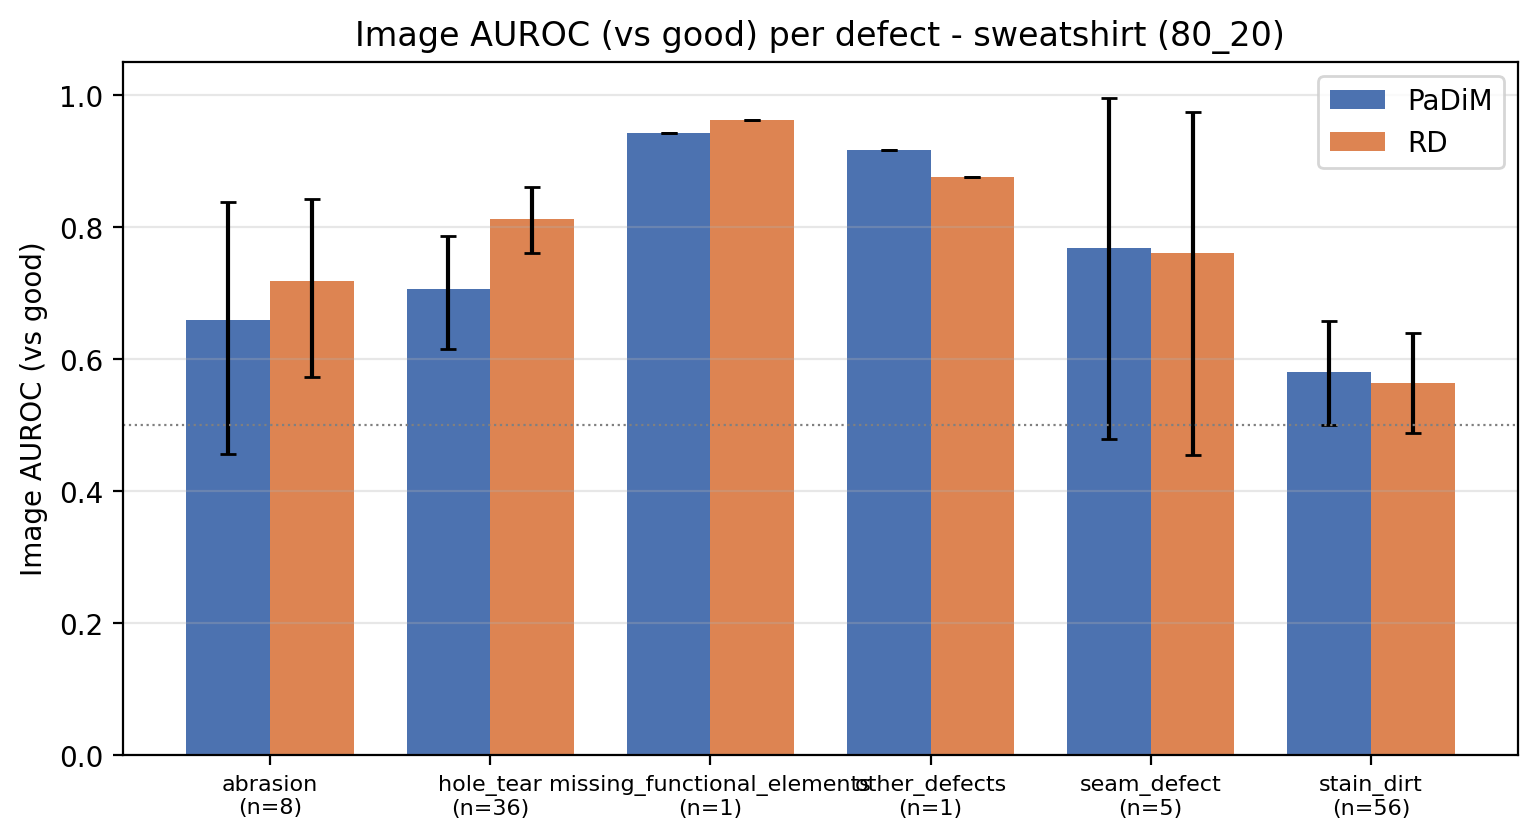 Image AUROC (vs good) per defect - sweatshirt (80_20)
PaDiM
RD
Image AUROC (vs good)
1.0
0.8
0.6
0.4
0.2
0.0
abrasion
(n=8)
hole_tear
(n=36)
missing_functional_elements
(n=1)
other_defects
(n=1)
seam_defect
(n=5)
stain_dirt
(n=56)